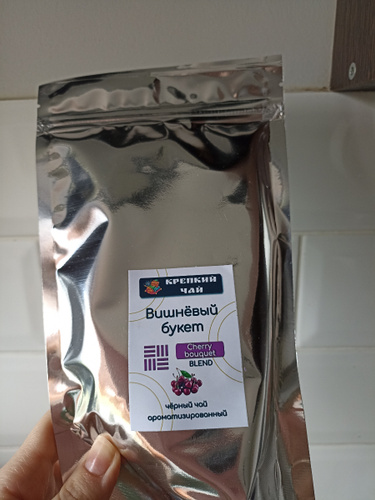 КРЕПКИЙ
ЧАЙ
Вишнёвый
букет
Cherry
bouquet
BLEND
чёрный чай
ароматизированный